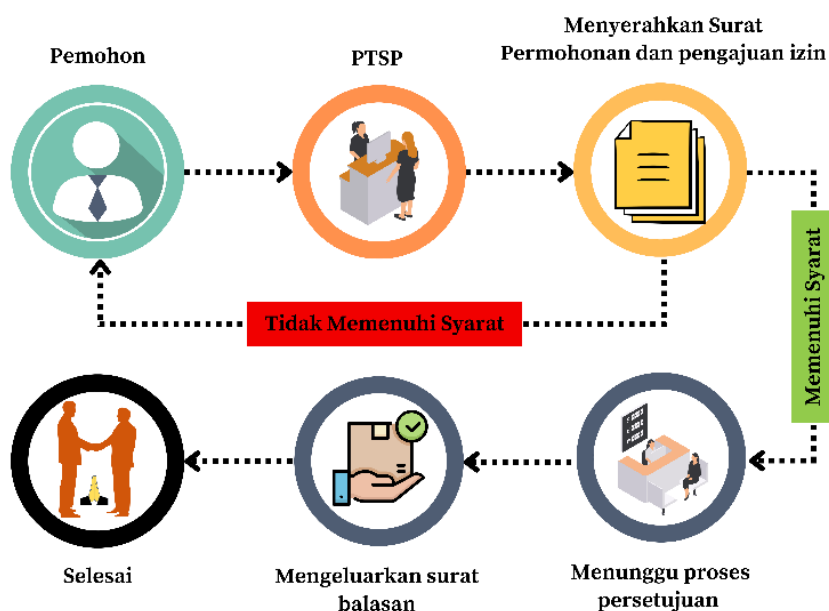 Pemohon
PTSP
Menyerahkan Surat
Permohonan dan pengajuan izin
Tidak Memenuhi Syarat
Memenuhi Syarat
Selesai
Mengeluarkan surat
balasan
Menunggu proses
persetujuan